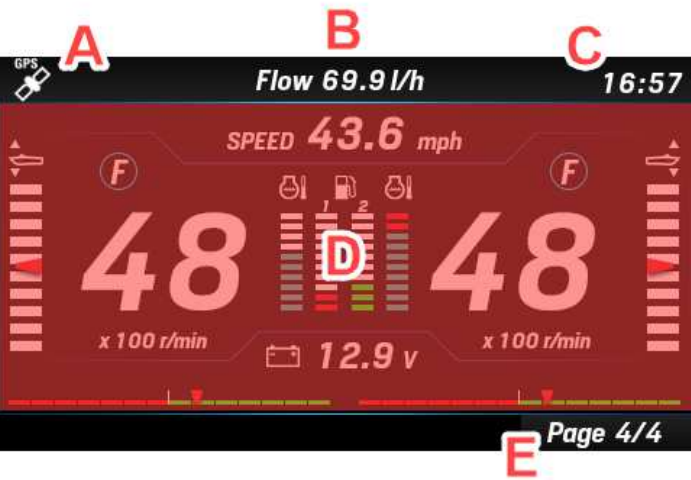 A
B
C
GPS
Flow 69.9 l/h
16:57
SPEED 43.6 mph
F
F
1 2
48
D
48
x 100 r/min
x 100 r/min
12.9 V
Page 4/4
E